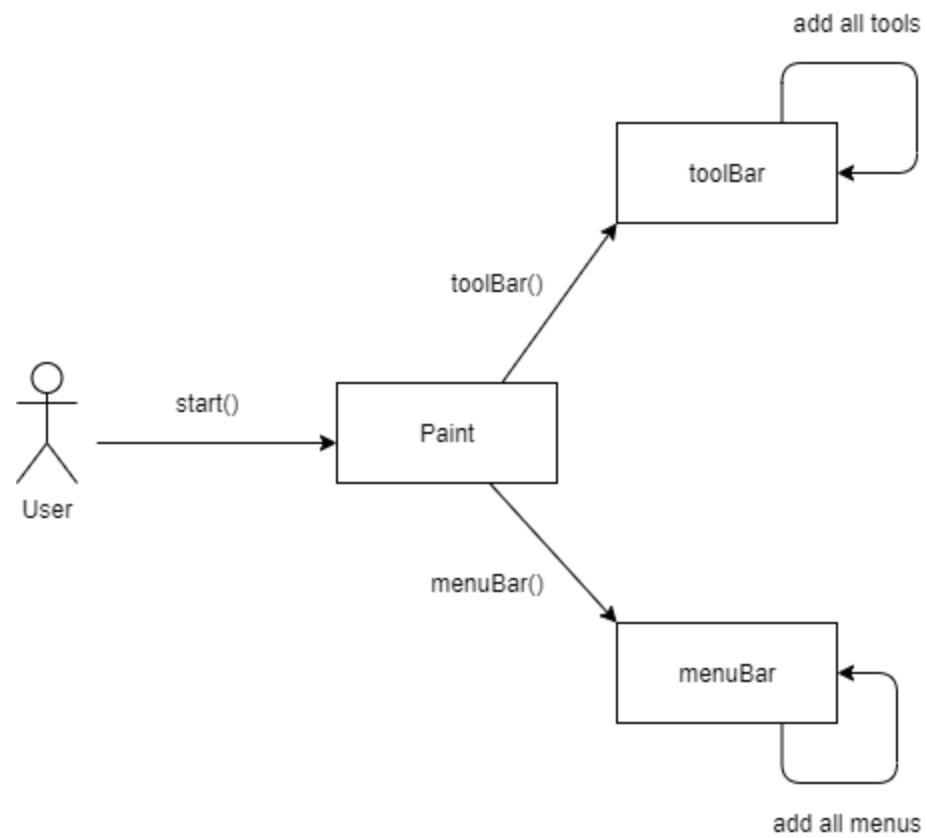 add all tools
toolBar
toolBar()
start()
Paint
User
menuBar()
menuBar
add all menus